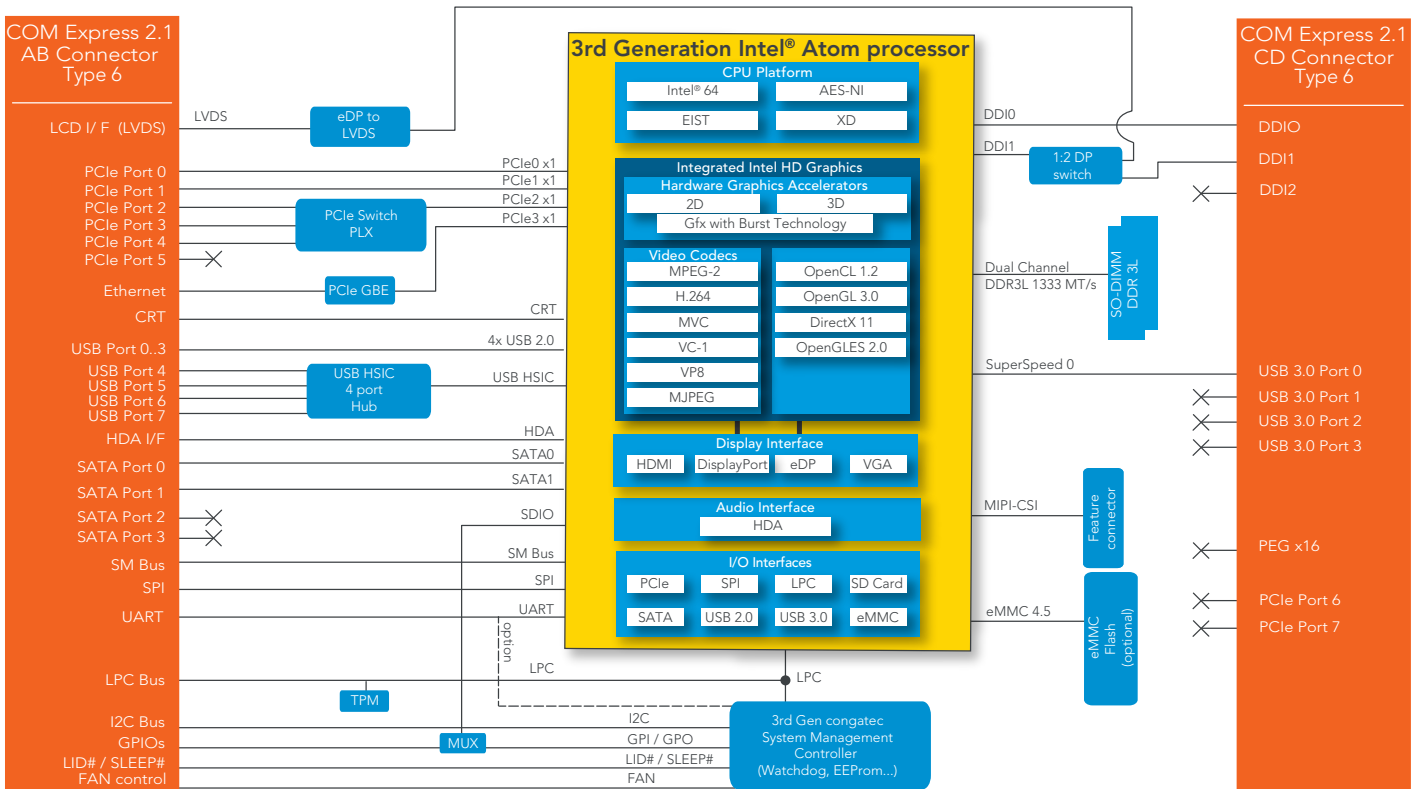 COM Express 2.1
AB Connector
Type 6
LCD I/ F (LVDS)
PCIe Port 0
PCIe Port 1
PCIe Port 2
PCIe Port 3
PCIe Port 4
PCIe Port 5
Ethernet
CRT
USB Port 0..3
USB Port 4
USB Port 5
USB Port 6
USB Port 7
HDA I/F
SATA Port 0
SATA Port 1
SATA Port 2
SATA Port 3
SM Bus
SPI
UART
LPC Bus
I2C Bus
GPIOs
LID# / SLEEP#
FAN control
LVDS
eDP to
LVDS
PCIe Switch
PLX
PCIe GBE
USB HSIC
4 port
Hub
TPM
MUX
PCIe0 x1
PCIe1 x1
PCIe2 x1
PCIe3 x1
CRT
4x USB 2.0
USB HSIC
HDA
SATA0
SATA1
SDIO
SM Bus
SPI
UART
option
LPC
I2C
GPI / GPO
LID# / SLEEP#
FAN
3rd Generation Intel® Atom processor
CPU Platform
Intel® 64
AES-NI
EIST
XD
Integrated Intel HD Graphics
Hardware Graphics Accelerators
2D
3D
Gfx with Burst Technology
Video Codecs
MPEG-2
H.264
MVC
VC-1
VP8
MJPEG
OpenCL 1.2
OpenGL 3.0
DirectX 11
OpenGLES 2.0
Display Interface
HDMI
DisplayPort
eDP
VGA
Audio Interface
HDA
I/O Interfaces
PCIe
SPI
LPC
SD Card
SATA
USB 2.0
USB 3.0
eMMC
LPC
3rd Gen congatec
System Management
Controller
(Watchdog, EEProm...)
DDI0
DDI1
1:2 DP
switch
Dual Channel
DDR3L 1333 MT/s
SO-DIMM
DDR 3L
SuperSpeed 0
MIPI-CSI
Feature
connector
eMMC 4.5
eMMC
Flash
(optional)
COM Express 2.1
CD Connector
Type 6
DDIO
DDI1
DDI2
USB 3.0 Port 0
USB 3.0 Port 1
USB 3.0 Port 2
USB 3.0 Port 3
PEG x16
PCIe Port 6
PCIe Port 7